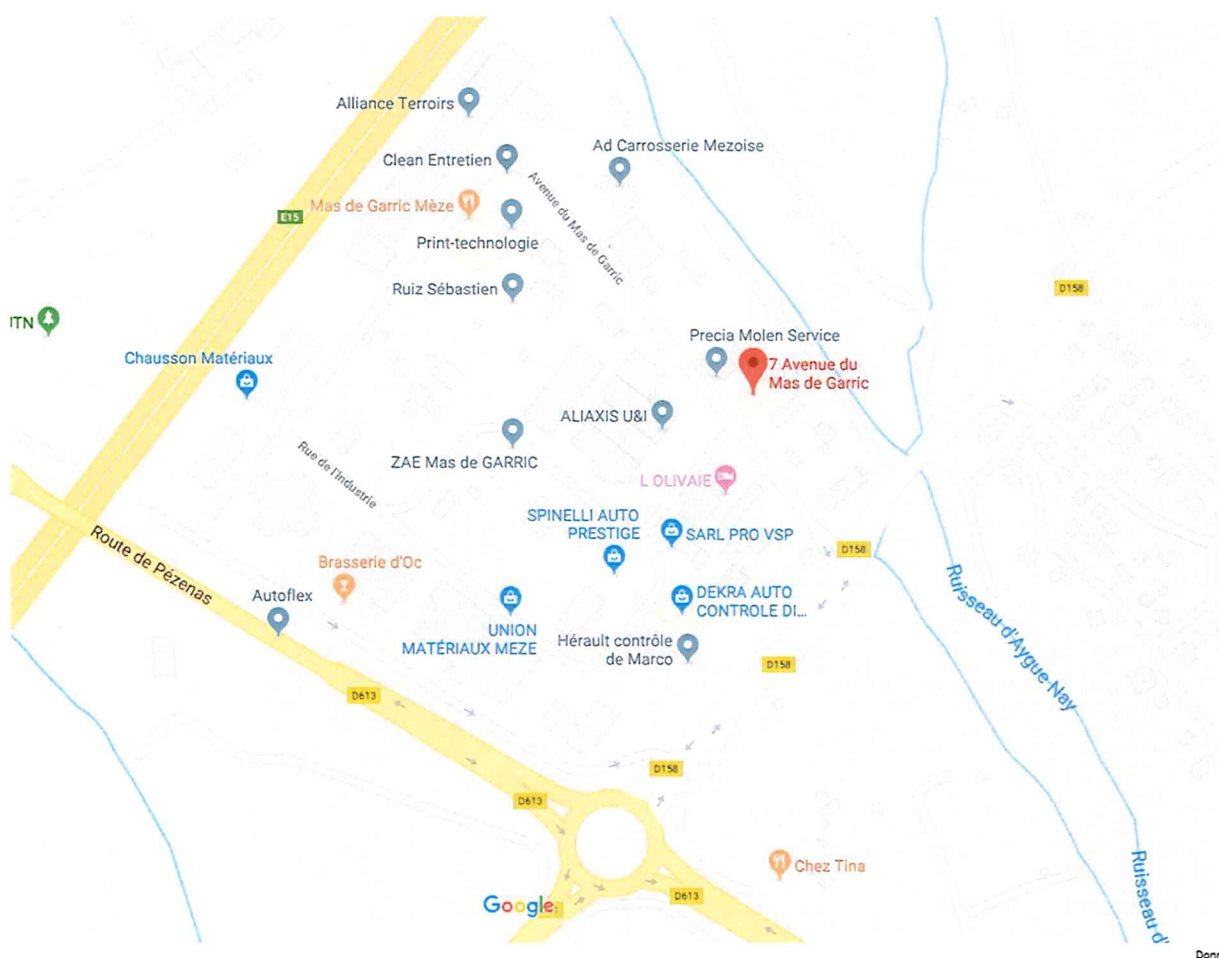 Alliance Terroirs
Clean Entretien
Ad Carrosserie Mezoise
Avenue du Mas de Garric
Mas de Garric Mèze
E15
Print-technologie
Ruiz Sébastien
D158
ITN
Precia Molen Service
Chausson Matériaux
7 Avenue du
Mas de Garric
ALIAXIS U&I
ZAE Mas de GARRIC
Rue de l'Industrie
L OLIVAIE
SPINELLI AUTO
PRESTIGE
SARL PRO VSP
Route de Pézenas
D158
Brasserie d'Oc
Autoflex
DEKRA AUTO
CONTROLE DI...
UNION
MATÉRIAUX MEZE
Hérault contrôle
de Marco
Ruisseau d'Aygue Nay
D158
D613
D158
D613
Chez Tina
D613
Google
Ruisseau d'
Donn